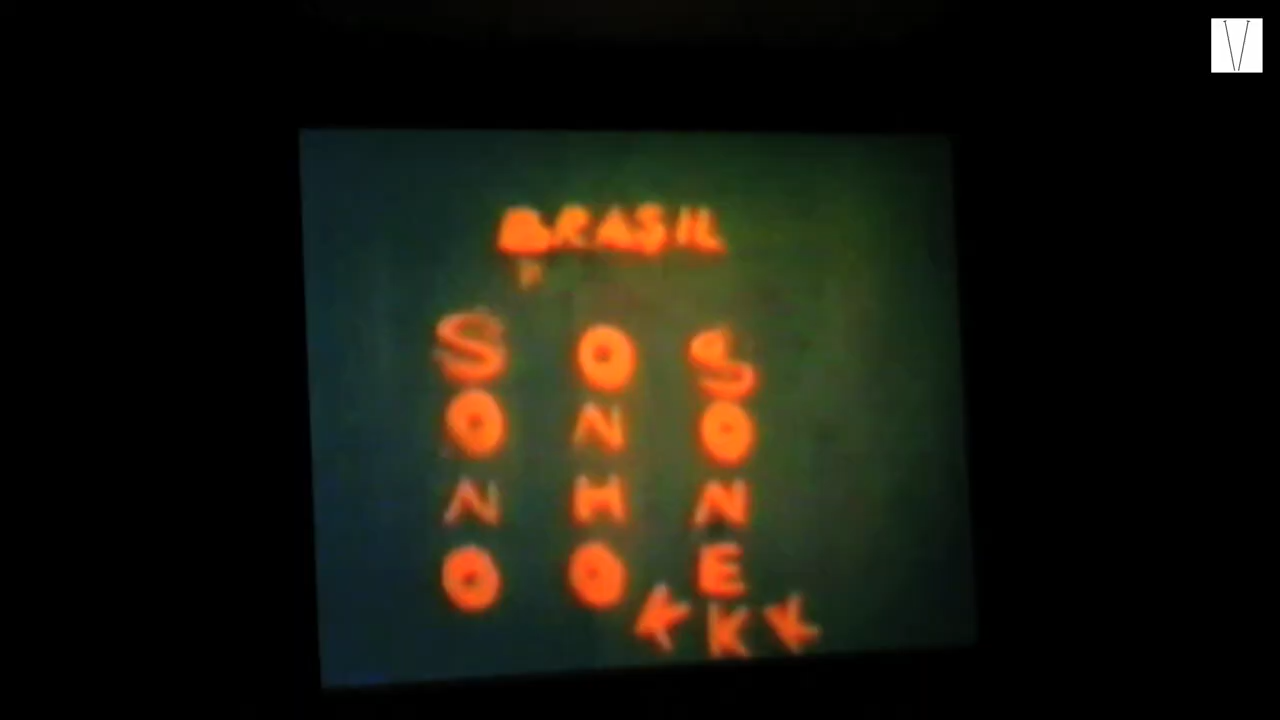 BRASIL
S O S
O N O
N H N
O O E
K K K